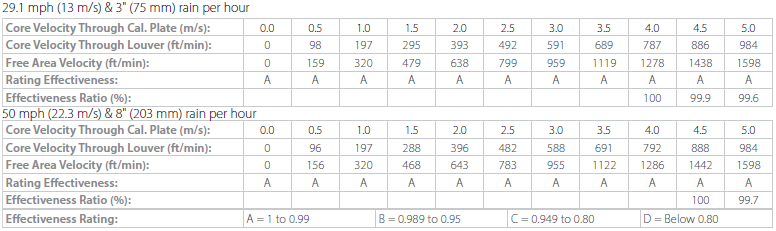 29.1 mph (13 m/s) & 3" (75 mm) rain per hour
Core Velocity Through Cal. Plate (m/s): 0.0 0.5 1.0 1.5 2.0 2.5 3.0 3.5 4.0 4.5 5.0
Core Velocity Through Louver (ft/min): 0 98 197 295 393 492 591 689 787 886 984
Free Area Velocity (ft/min): 0 159 320 479 638 799 959 1119 1278 1438 1598
Rating Effectiveness: A A A A A A A A A A A
Effectiveness Ratio (%): 100 99.9 99.6
50 mph (22.3 m/s) & 8" (203 mm) rain per hour
Core Velocity Through Cal. Plate (m/s): 0.0 0.5 1.0 1.5 2.0 2.5 3.0 3.5 4.0 4.5 5.0
Core Velocity Through Louver (ft/min): 0 96 197 288 396 482 588 691 792 888 984
Free Area Velocity (ft/min): 0 156 320 468 643 783 955 1122 1286 1442 1598
Rating Effectiveness: A A A A A A A A A A A
Effectiveness Ratio (%): 100 99.7
Effectiveness Rating: A = 1 to 0.99 B = 0.989 to 0.95 C = 0.949 to 0.80 D = Below 0.80